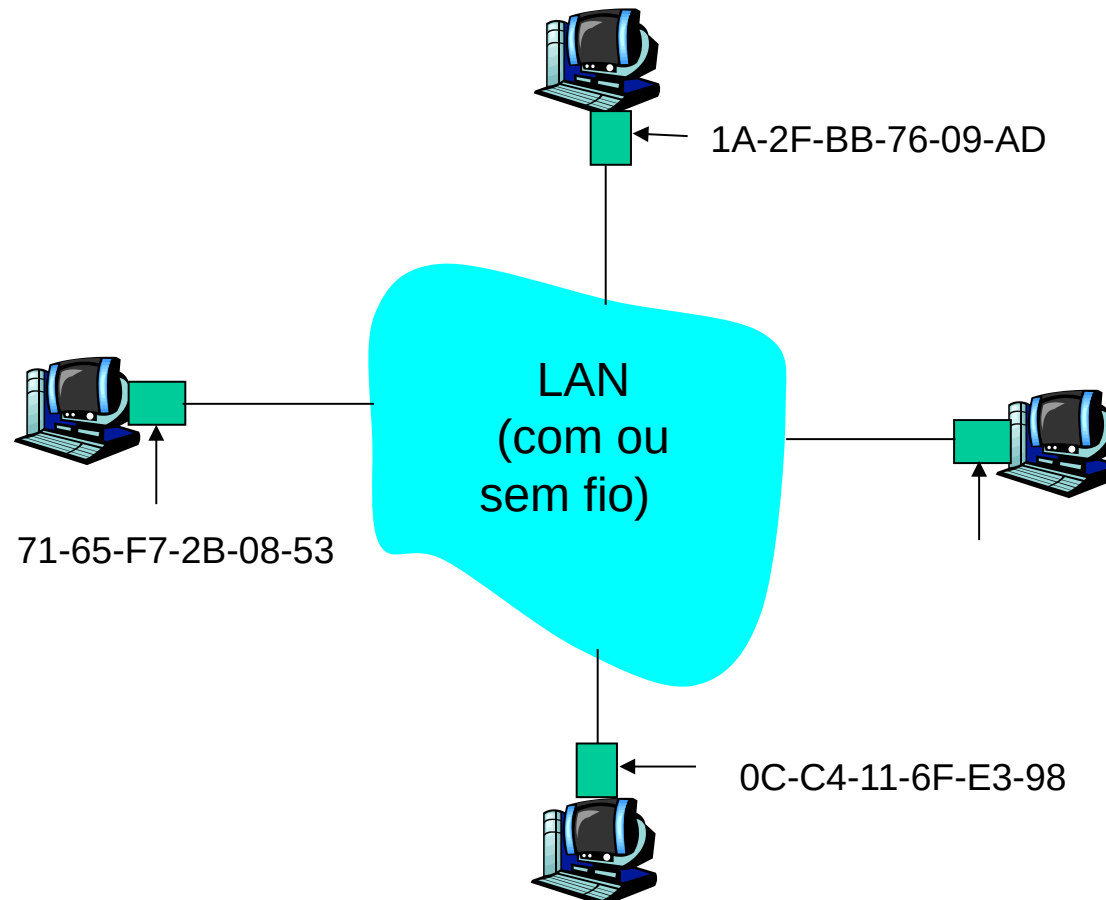 1A-2F-BB-76-09-AD
LAN
(com ou
sem fio)
71-65-F7-2B-08-53
0C-C4-11-6F-E3-98